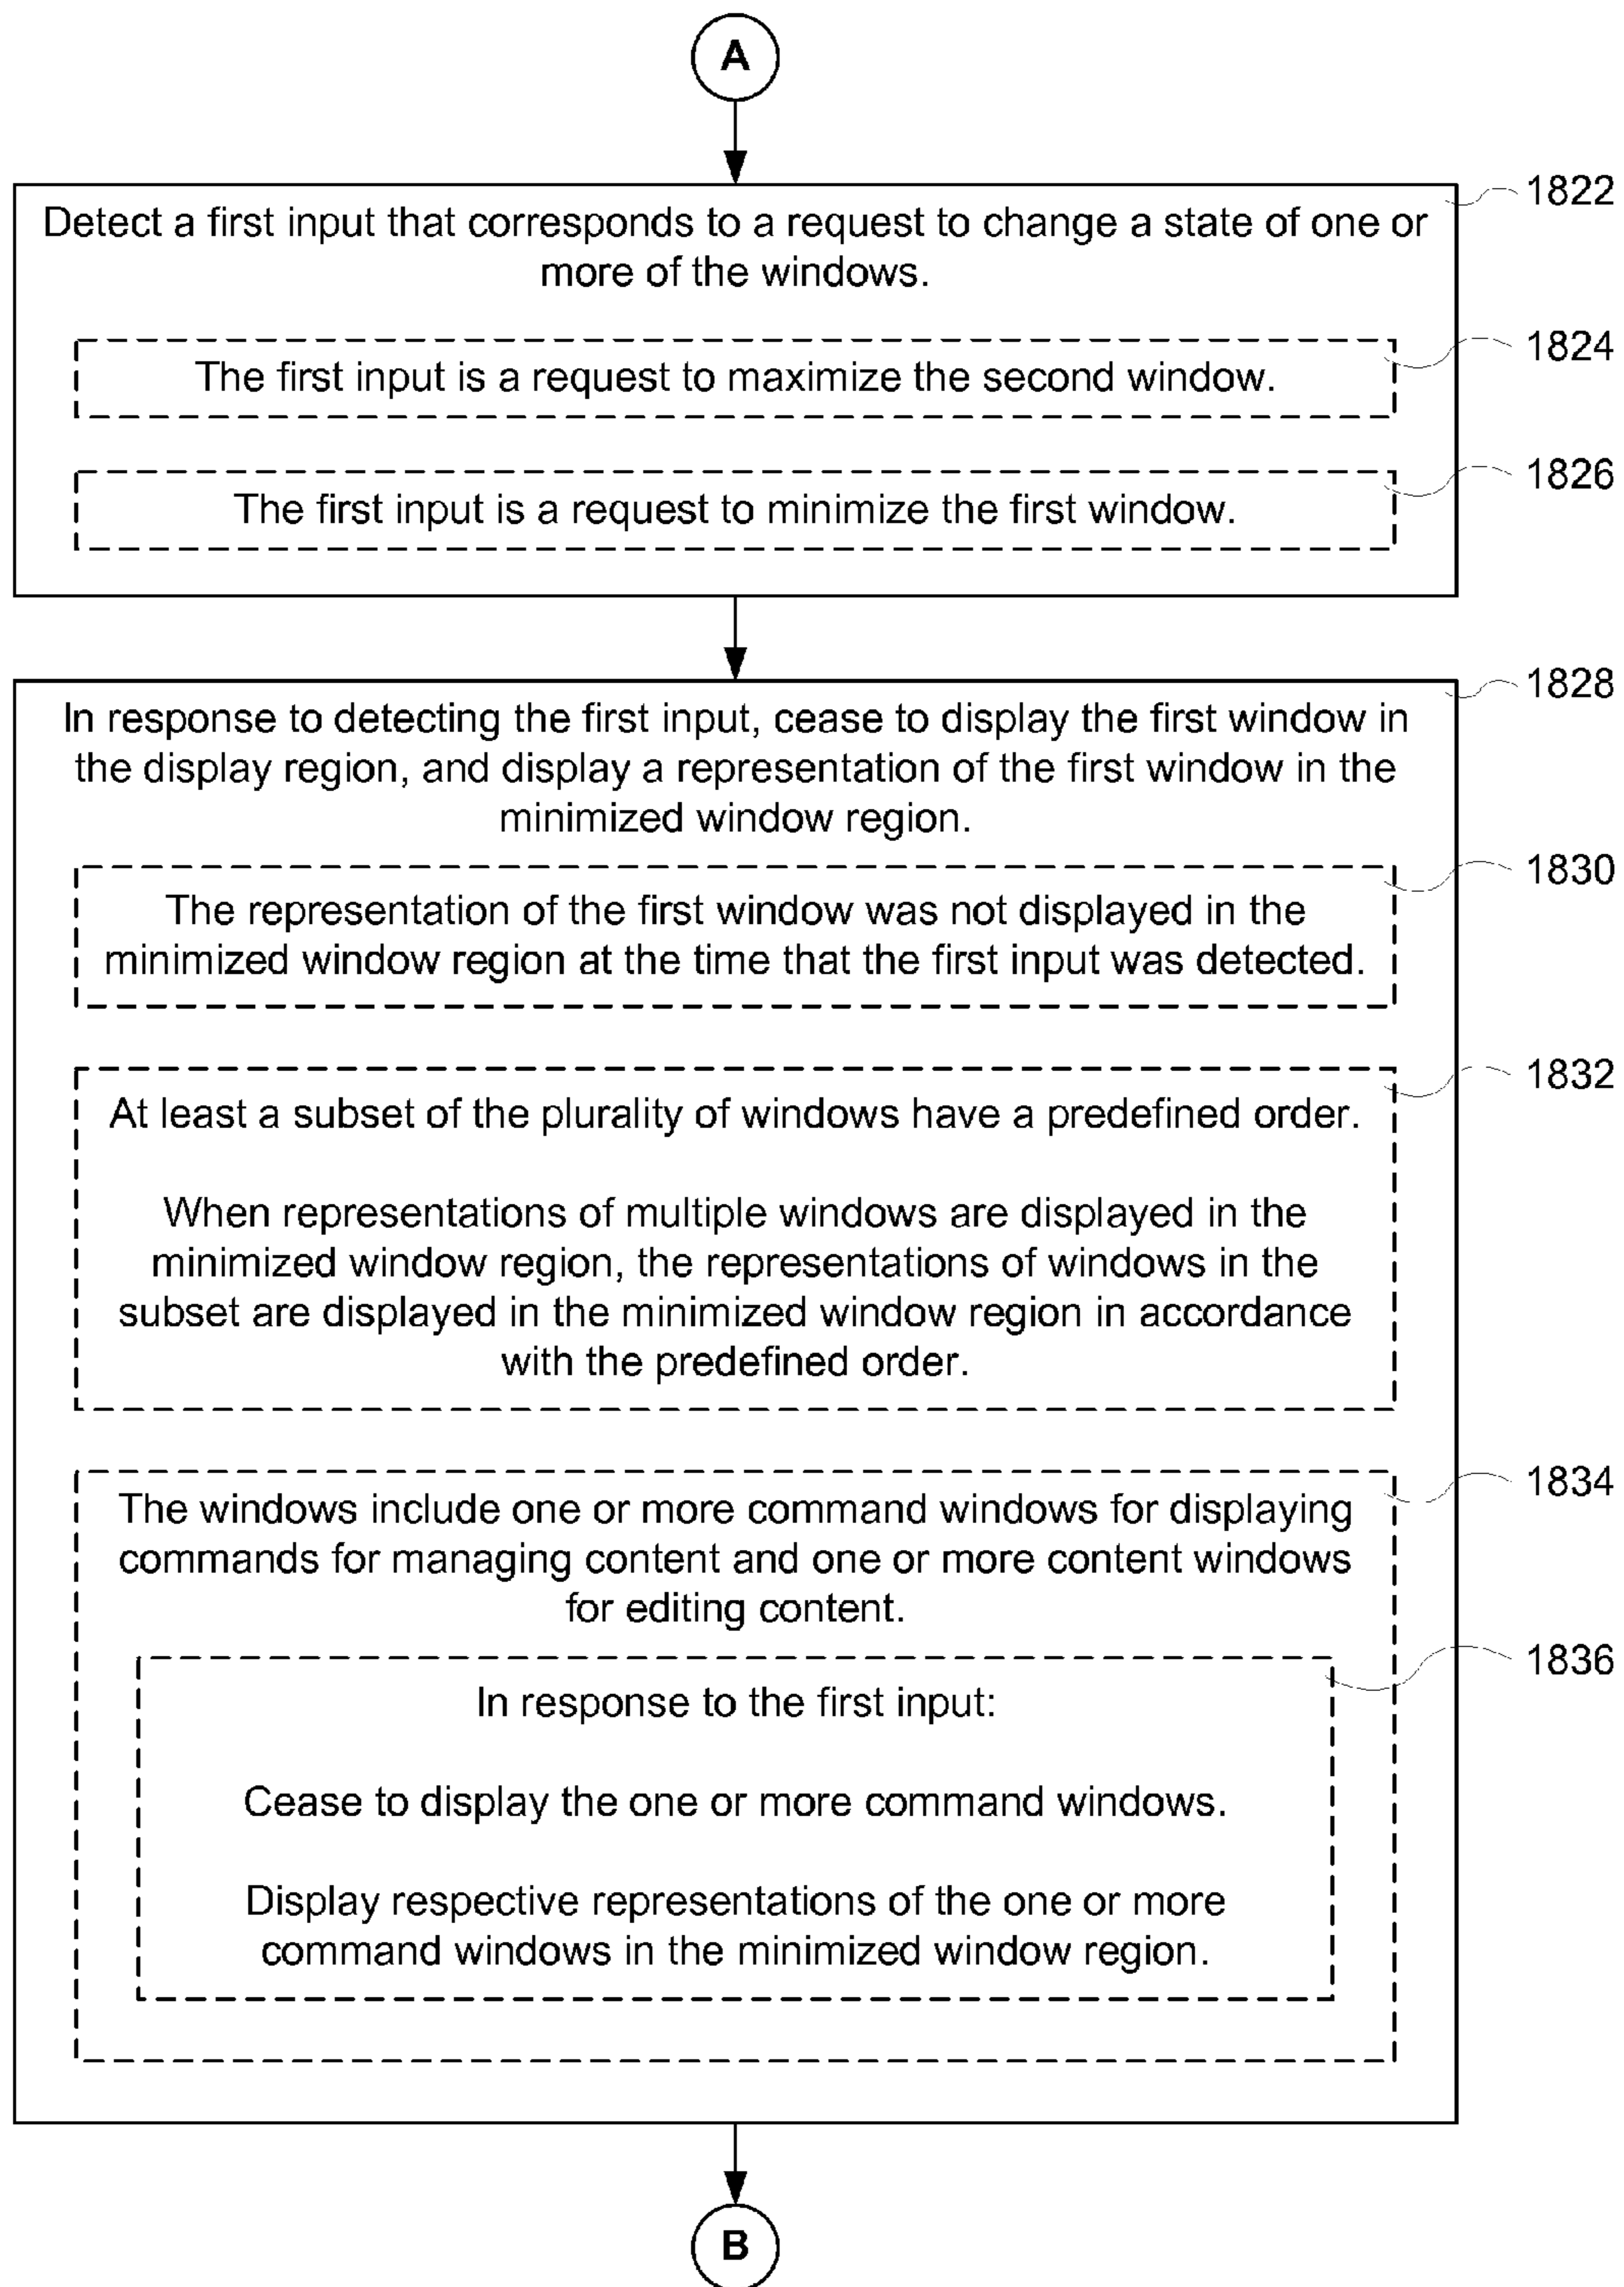 A
1822
Detect a first input that corresponds to a request to change a state of one or
more of the windows.
1824
The first input is a request to maximize the second window.
1826
The first input is a request to minimize the first window.
1828
In response to detecting the first input, cease to display the first window in
the display region, and display a representation of the first window in the
minimized window region.
1830
The representation of the first window was not displayed in the
minimized window region at the time that the first input was detected.
1832
At least a subset of the plurality of windows have a predefined order.
When representations of multiple windows are displayed in the
minimized window region, the representations of windows in the
subset are displayed in the minimized window region in accordance
with the predefined order.
1834
The windows include one or more command windows for displaying
commands for managing content and one or more content windows
for editing content.
1836
In response to the first input:
Cease to display the one or more command windows.
Display respective representations of the one or more
command windows in the minimized window region.
B